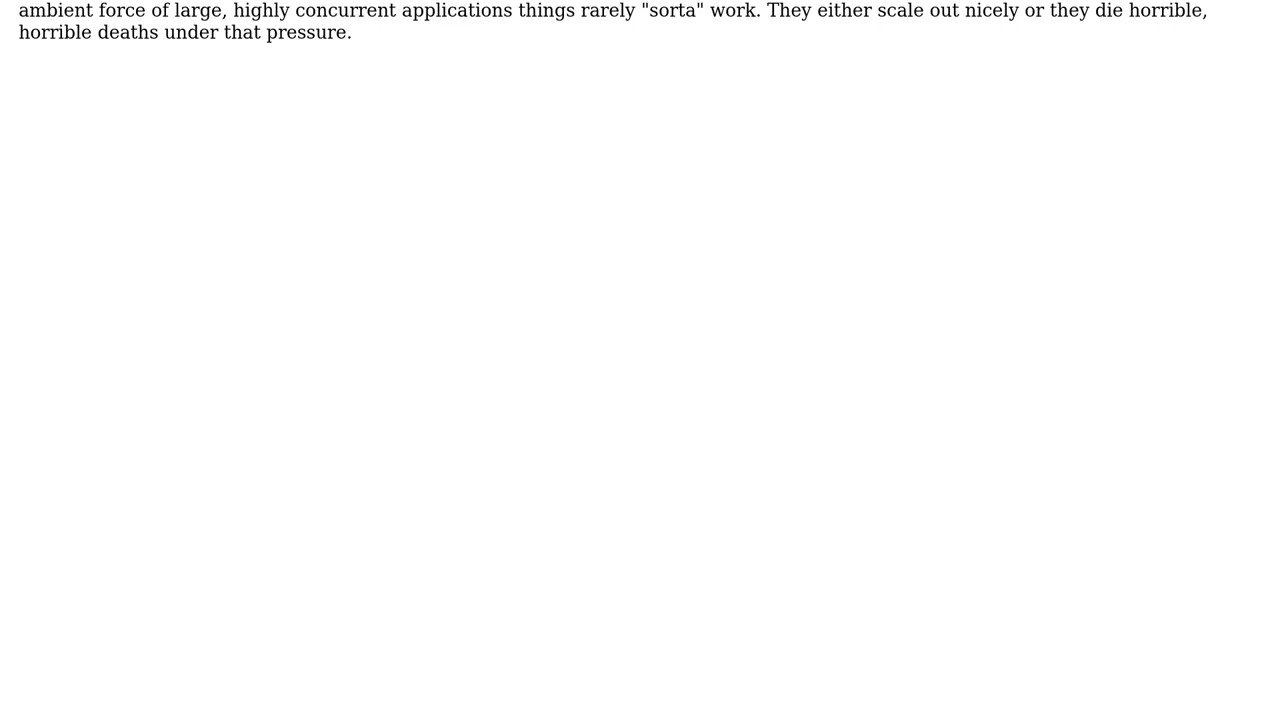 ambient force of large, highly concurrent applications things rarely "sorta" work. They either scale out nicely or they die horrible,
horrible deaths under that pressure.